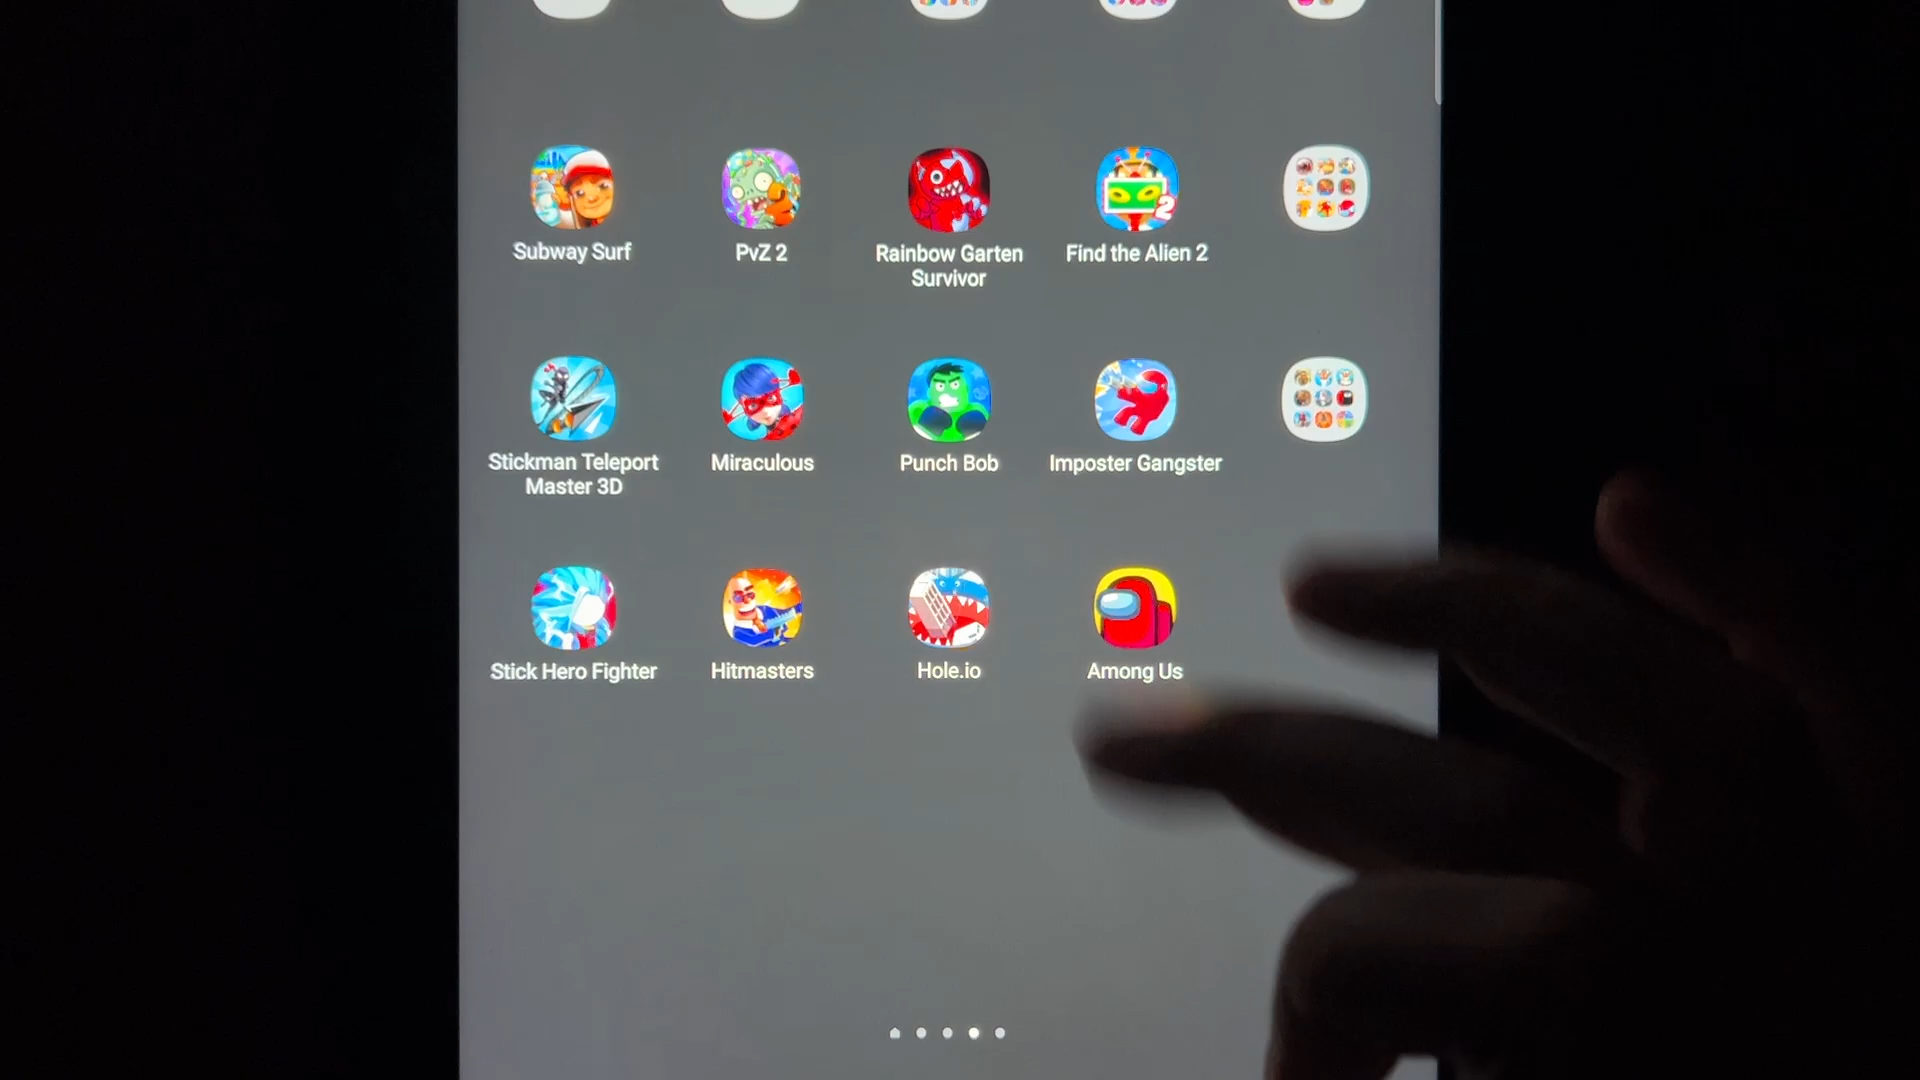 Subway Surf
PvZ 2
Rainbow Garten
Survivor
Find the Alien 2
2
Stickman Teleport
Master 3D
Miraculous
Punch Bob
Imposter Gangster
Stick Hero Fighter
Hitmasters
Hole.io
Among Us